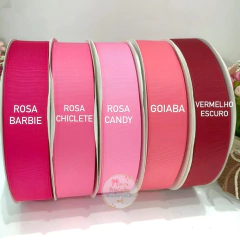 ROSA
BARBIE
ROSA
CHICLETE
ROSA
CANDY
GOIABA
VERMELHO
ESCURO